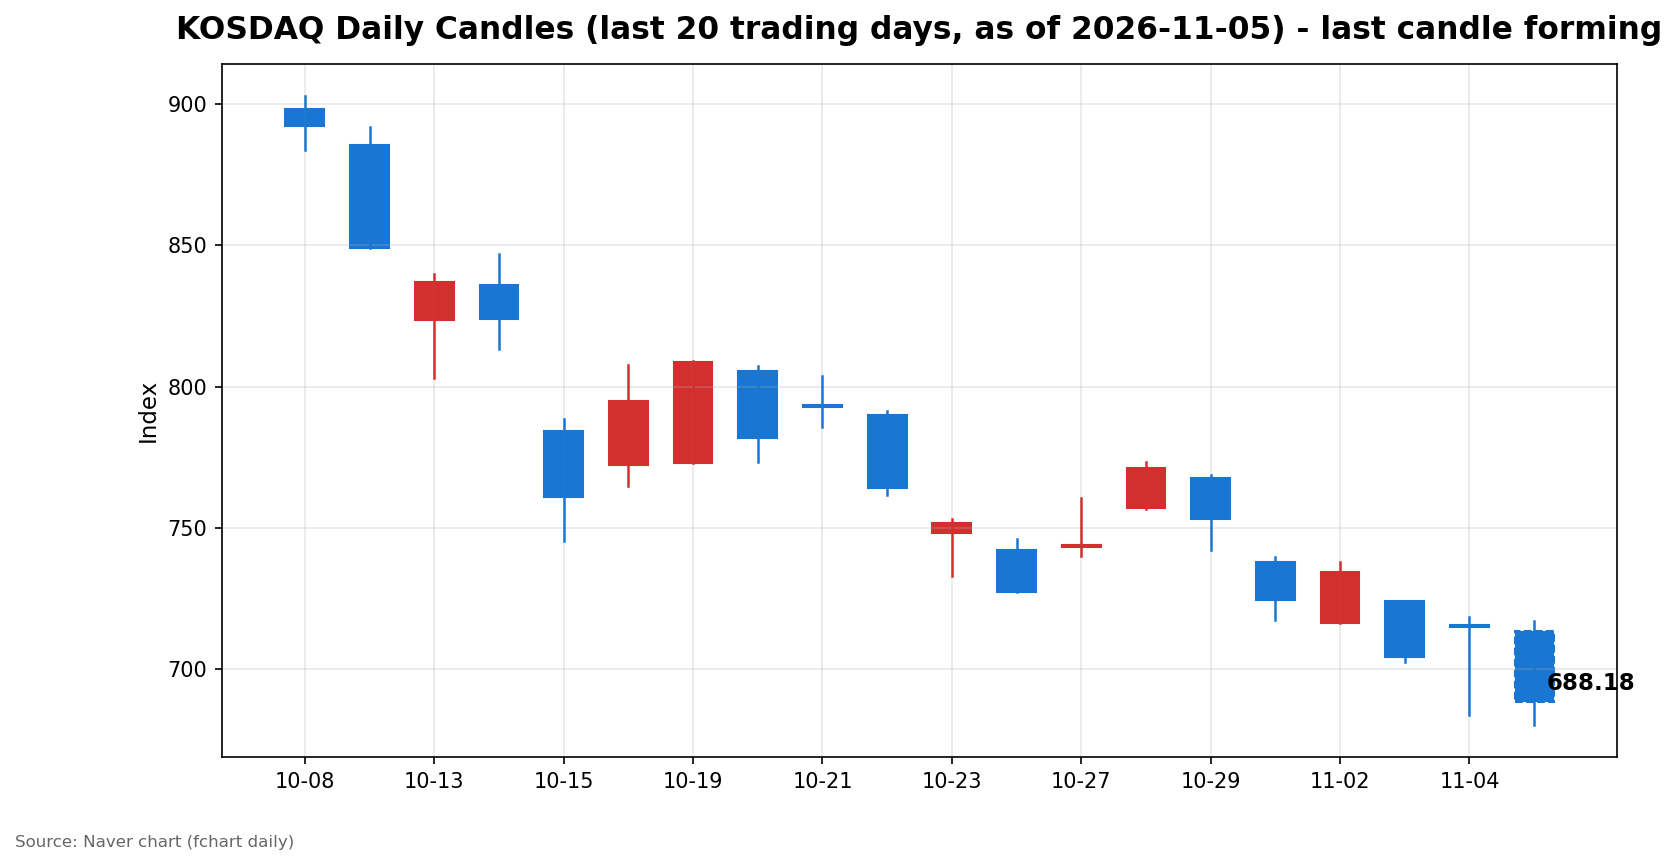 KOSDAQ Daily Candles (last 20 trading days, as of 2026-11-05) - last candle forming
Index
900
850
800
750
700
688.18
10-08 10-13 10-15 10-19 10-21 10-23 10-27 10-29 11-02 11-04
Source: Naver chart (fchart daily)